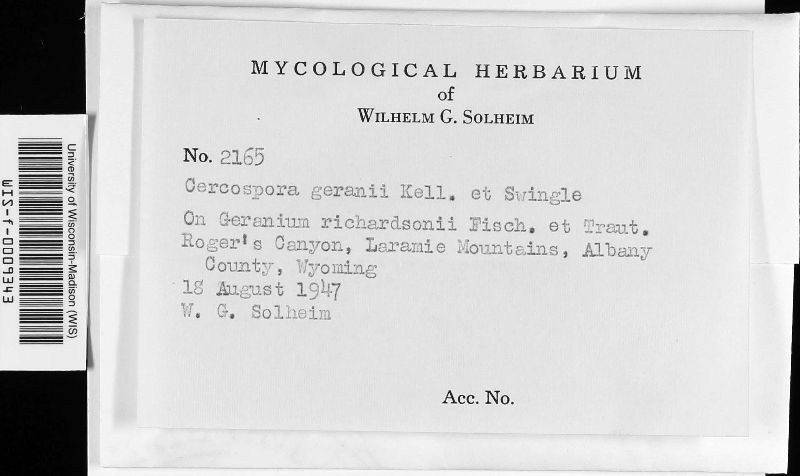 MYCOLOGICAL HERBARIUM
of
WILHELM G. SOLHEIM
No. 2165
Cercospora geranii Kell. et Swingle
On Geranium richardsonii Fisch. et Traut.
Roger's Canyon, Laramie Mountains, Albany
County, Wyoming
18 August 1947
W. G. Solheim
Acc. No.
University of Wisconsin-Madison (WIS)
WIS-f-0009343